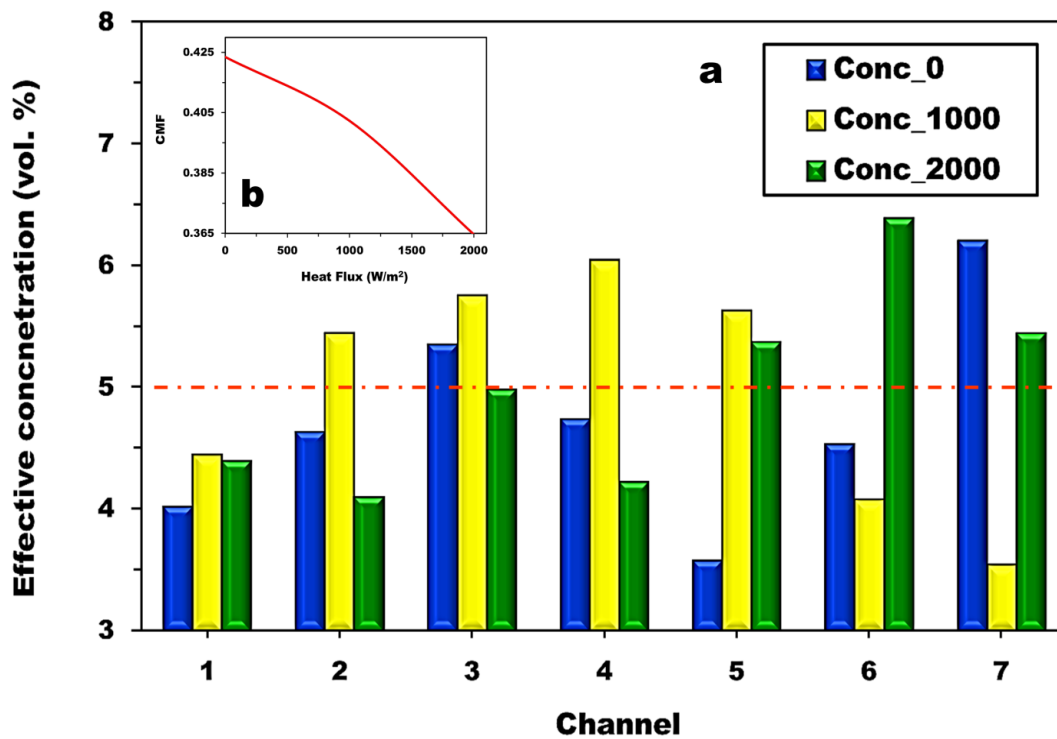 8
7
6
5
4
3
Effective concnetration (vol. %)
a
Conc_0
Conc_1000
Conc_2000
0.425
0.405
0.385
0.365
CMF
b
0 500 1000 1500 2000
Heat Flux (W/m²)
1 2 3 4 5 6 7
Channel